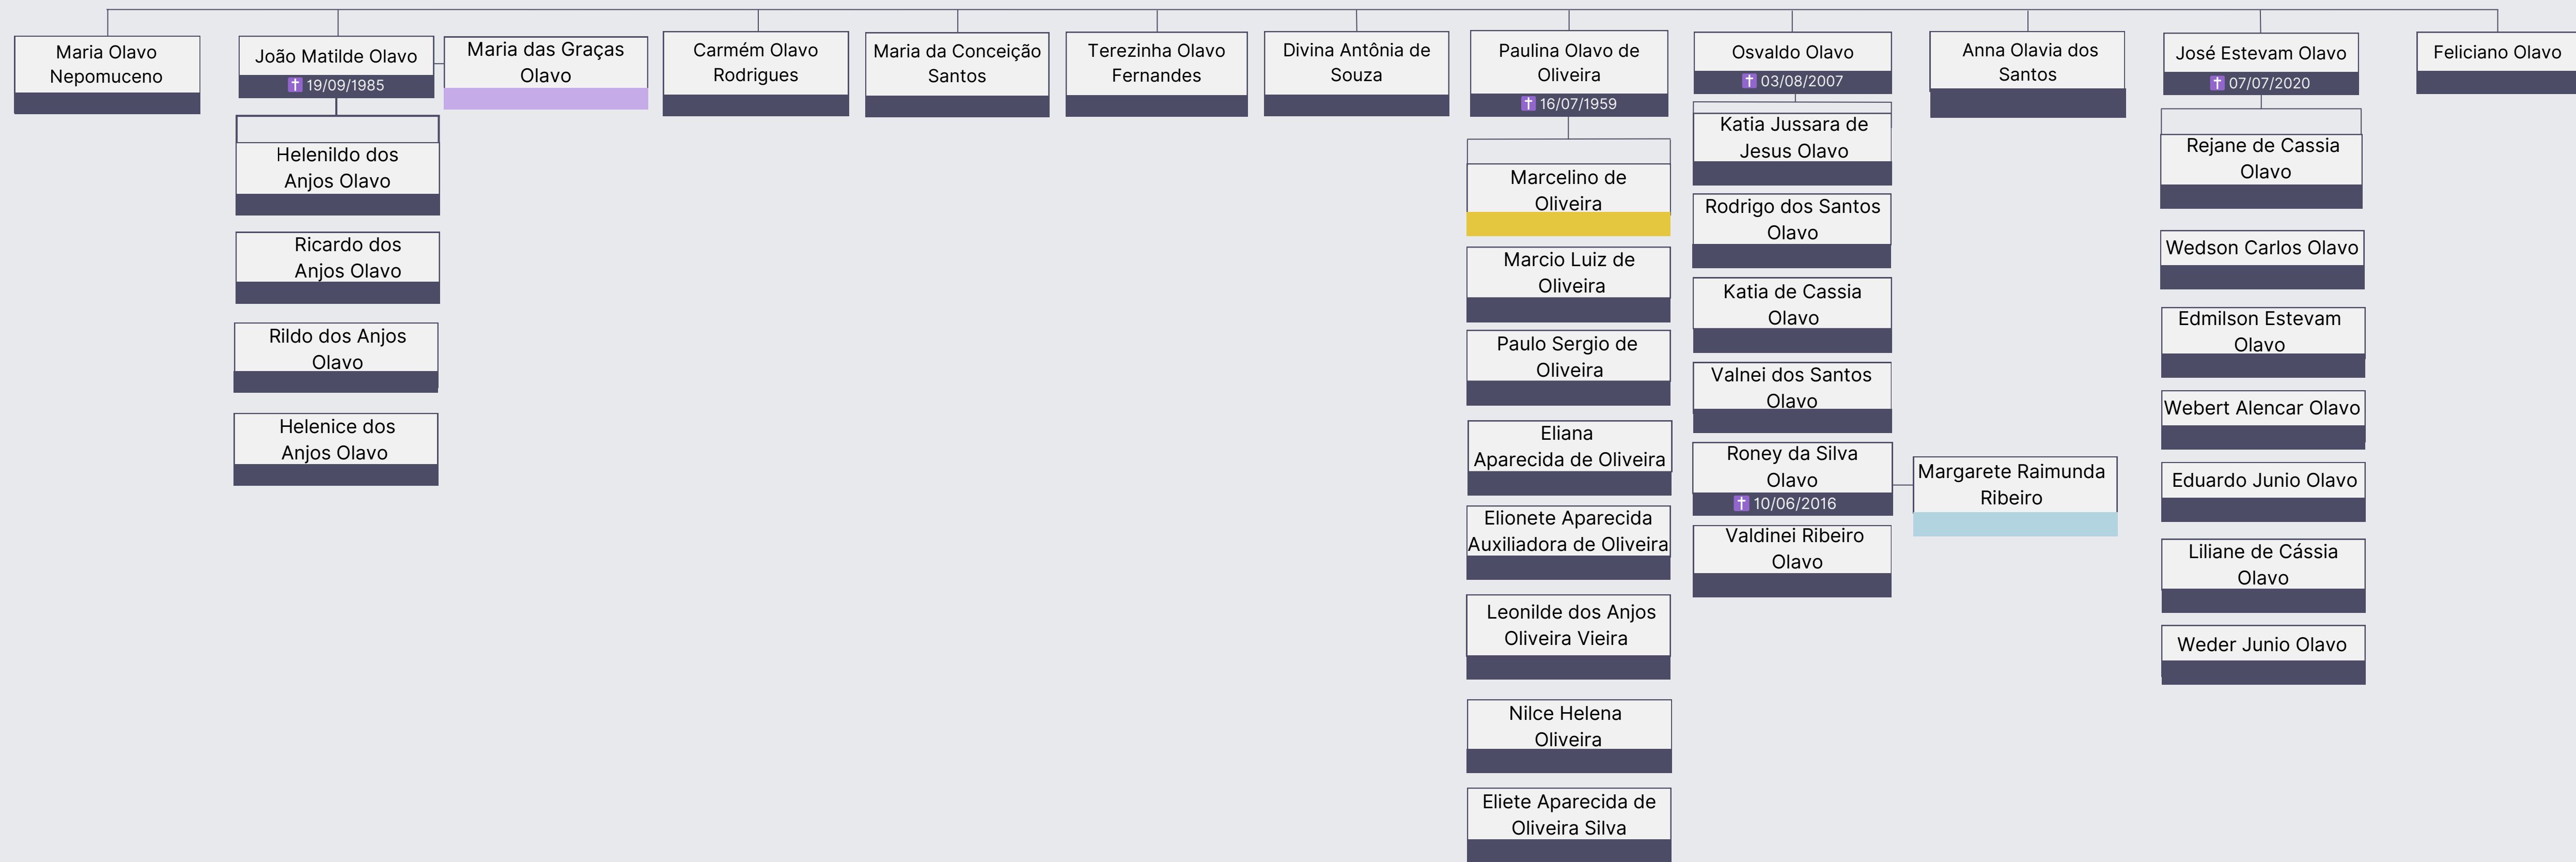 Maria Olavo
Nepomuceno
João Matilde Olavo
✝ 19/09/1985
Maria das Graças
Olavo
Carmém Olavo
Rodrigues
Maria da Conceição
Santos
Terezinha Olavo
Fernandes
Divina Antônia de
Souza
Paulina Olavo de
Oliveira
✝ 16/07/1959
Osvaldo Olavo
✝ 03/08/2007
Anna Olavia dos
Santos
José Estevam Olavo
✝ 07/07/2020
Feliciano Olavo
Helenildo dos
Anjos Olavo
Ricardo dos
Anjos Olavo
Rildo dos Anjos
Olavo
Helenice dos
Anjos Olavo
Marcelino de
Oliveira
Marcio Luiz de
Oliveira
Paulo Sergio de
Oliveira
Eliana
Aparecida de Oliveira
Elionete Aparecida
Auxiliadora de Oliveira
Leonilde dos Anjos
Oliveira Vieira
Nilce Helena
Oliveira
Eliete Aparecida de
Oliveira Silva
Katia Jussara de
Jesus Olavo
Rodrigo dos Santos
Olavo
Katia de Cassia
Olavo
Valnei dos Santos
Olavo
Roney da Silva
Olavo
✝ 10/06/2016
Margarete Raimunda
Ribeiro
Valdinei Ribeiro
Olavo
Rejane de Cassia
Olavo
Wedson Carlos Olavo
Edmilson Estevam
Olavo
Webert Alencar Olavo
Eduardo Junio Olavo
Liliane de Cássia
Olavo
Weder Junio Olavo